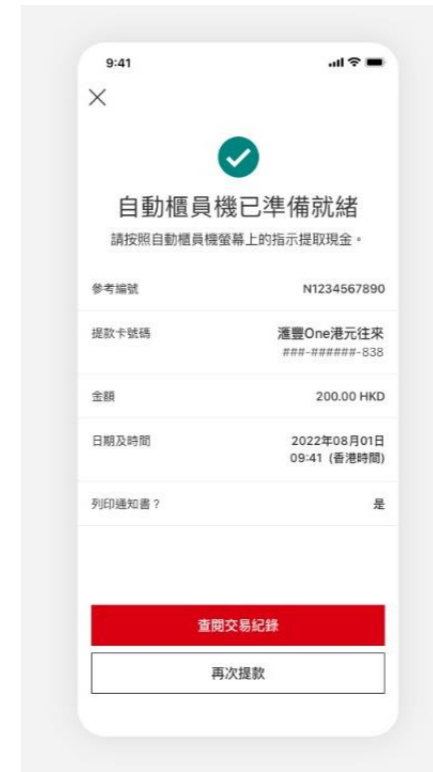 9:41
自動櫃員機已準備就緒
請按照自動櫃員機螢幕上的指示提取現金。
參考編號 N1234567890
提款卡號碼 滙豐One港元往來
###-######-838
金額 200.00 HKD
日期及時間 2022年08月01日
09:41 (香港時間)
列印通知書？ 是
查閱交易紀錄
再次提款